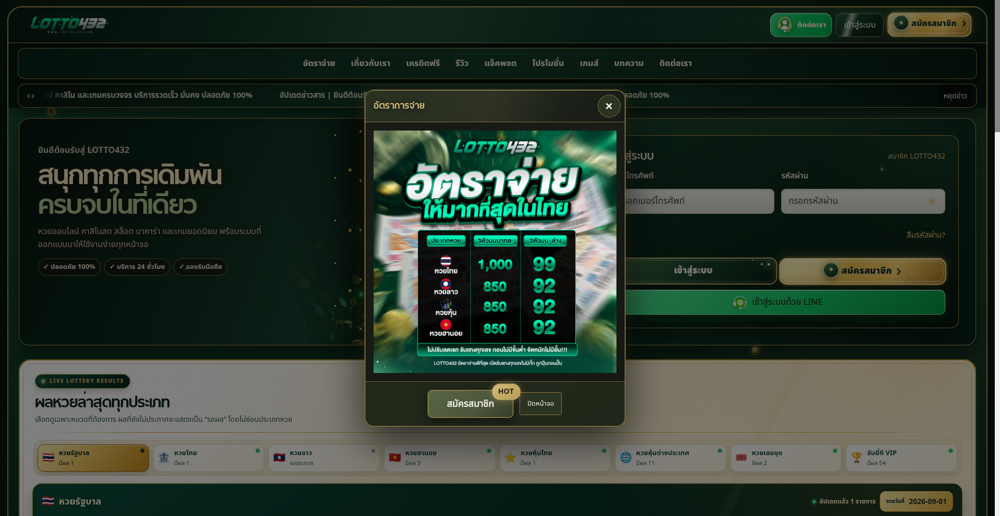 LOTTO432
WWW.LOTTO432.COM
ติดต่อเรา
เข้าสู่ระบบ
สมัครสมาชิก
อัตราจ่าย เกี่ยวกับเรา เครดิตฟรี รีวิว แจ็คพอต โปรโมชั่น เกมส์ บทความ ติดต่อเรา
คาสิโน และเกมครบวงจร บริการรวดเร็ว มั่นคง ปลอดภัย 100% อัปเดตข่าวสาร | ยินดีต้อนรับ ปลอดภัย 100%
หยุดข่าว
ยินดีต้อนรับสู่ LOTTO432
สนุกทุกการเดิมพัน
ครบจบในที่เดียว
หวยออนไลน์ คาสิโนสด สล็อต บาคาร่า และเกมยอดนิยม พร้อมระบบที่
ออกแบบมาให้ใช้งานง่ายทุกหน้าจอ
✓ ปลอดภัย 100% ✓ บริการ 24 ชั่วโมง ✓ รองรับมือถือ
อัตราการจ่าย
×
LOTTO432
อัตราจ่าย
ให้มากที่สุดในไทย
ประเภทหวย 3ตัวบนบาทละ 2ตัวบน-ล่าง
หวยไทย 1,000 99
หวยลาว 850 92
หวยหุ้น 850 92
หวยฮานอย 850 92
ไม่ปรับลดเรท รับแทงทุกเลข ถอนไม่มีขั้นต่ำ จัดหนักไม่มีอั้น!!!
LOTTO432 อัตราจ่ายดีที่สุด เปิดรับแทงทุกเลขไม่มีกั๊ก ถูกปุ๊บถอนปั๊บ
HOT
สมัครสมาชิก
ปิดหน้าจอ
สู่ระบบ
สมาชิก LOTTO432
โทรศัพท์
รหัสผ่าน
รอกเบอร์โทรศัพท์
กรอกรหัสผ่าน
ลืมรหัสผ่าน?
เข้าสู่ระบบ
สมัครสมาชิก
เข้าสู่ระบบด้วย LINE
LIVE LOTTERY RESULTS
ผลหวยล่าสุดทุกประเภท
เลือกดูเฉพาะหมวดที่ต้องการ ผลที่ยังไม่ประกาศจะแสดงเป็น “รอผล” โดยไม่ซ่อนประเภทหวย
หวยรัฐบาล
มีผล 1
หวยไทย
มีผล 1
หวยลาว
รอประกาศ
หวยฮานอย
มีผล 3
หวยหุ้นไทย
มีผล 1
หวยหุ้นต่างประเทศ
มีผล 11
หวยเลขชุด
มีผล 2
จับยี่กี VIP
มีผล 54
หวยรัฐบาล
อัปเดตแล้ว 1 รายการ
งวดวันที่ 2026-09-01